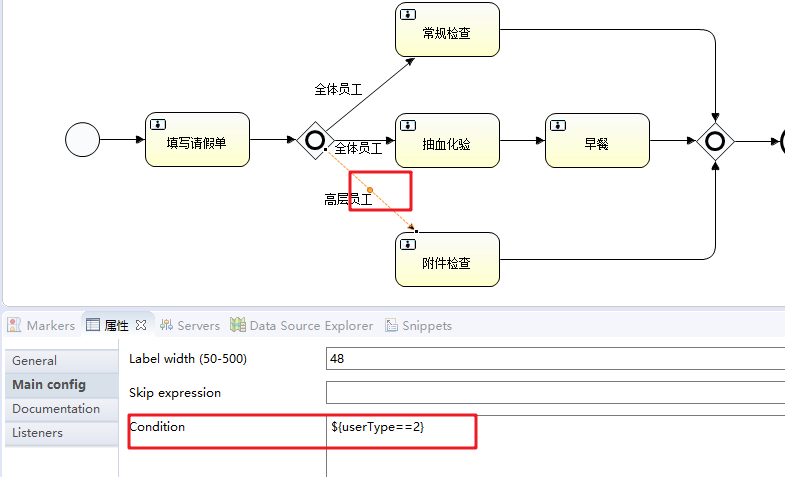 常规检查
全体员工
填写请假单
全体员工
抽血化验
早餐
高层员工
附件检查
Markers
属性
Servers
Data Source Explorer
Snippets
General
Main config
Documentation
Listeners
Label width (50-500)
48
Skip expression
Condition
${userType==2}